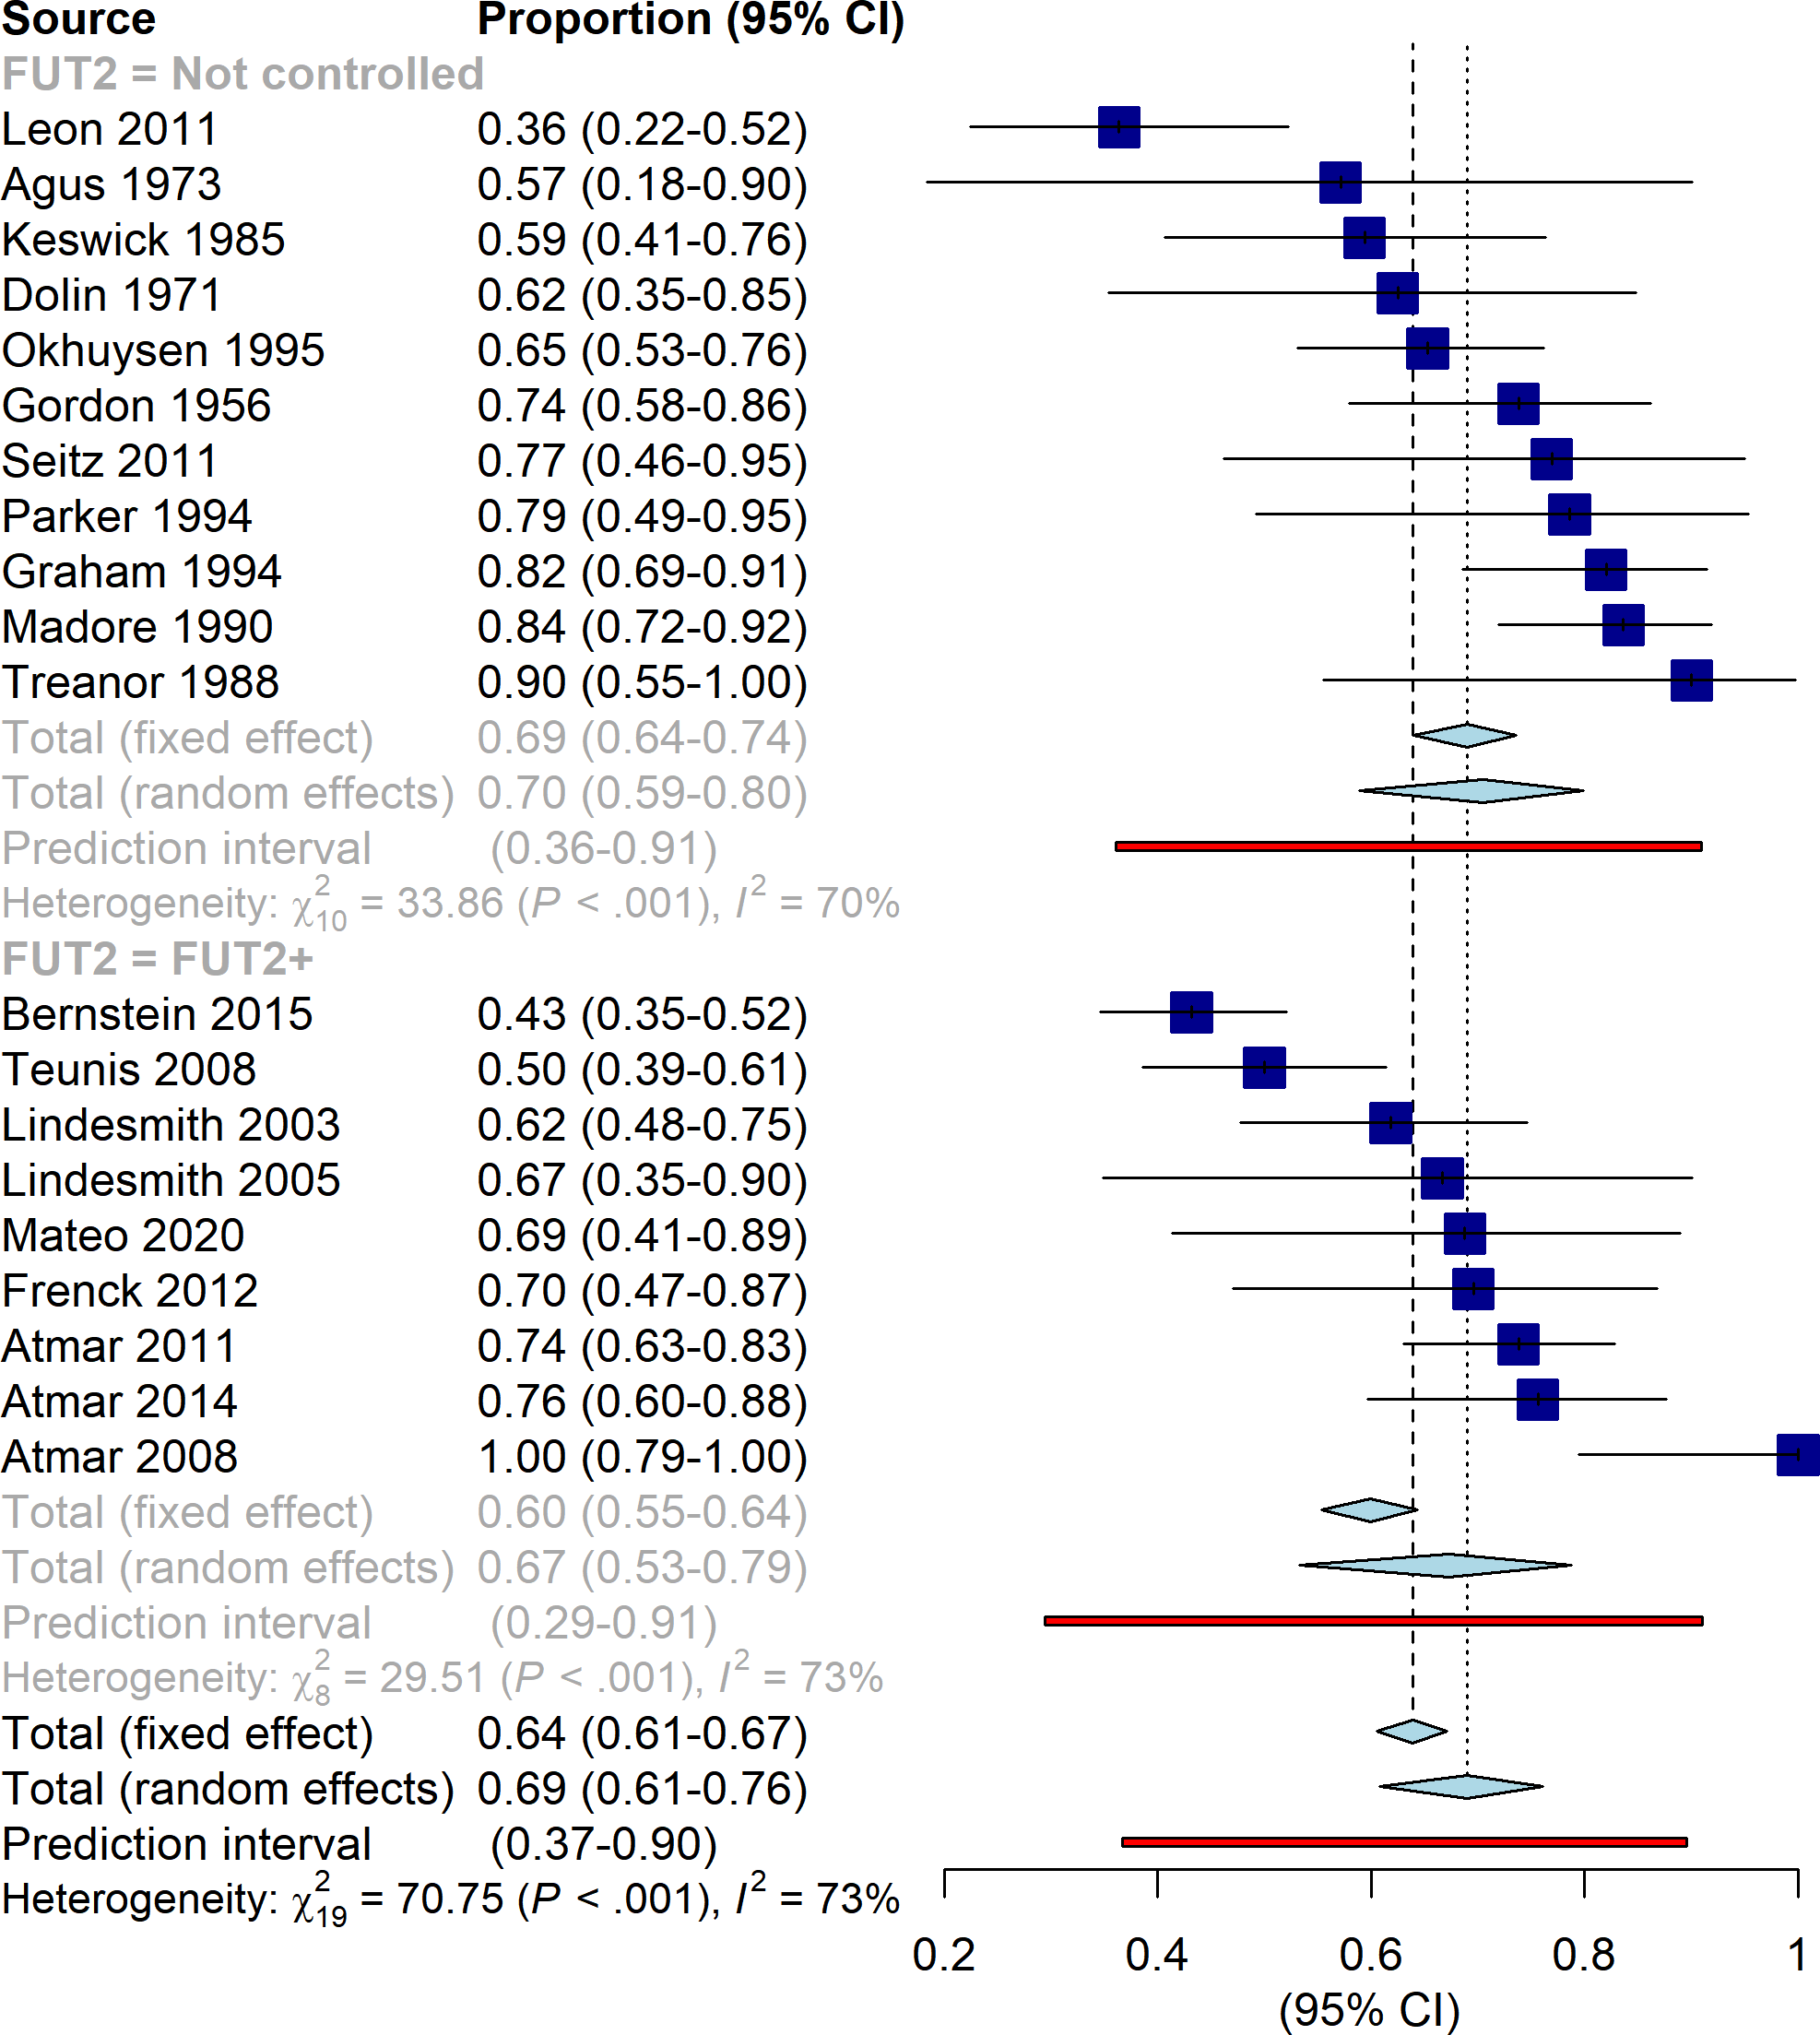 Source Proportion (95% CI)
FUT2 = Not controlled
Leon 2011 0.36 (0.22-0.52)
Agus 1973 0.57 (0.18-0.90)
Keswick 1985 0.59 (0.41-0.76)
Dolin 1971 0.62 (0.35-0.85)
Okhuysen 1995 0.65 (0.53-0.76)
Gordon 1956 0.74 (0.58-0.86)
Seitz 2011 0.77 (0.46-0.95)
Parker 1994 0.79 (0.49-0.95)
Graham 1994 0.82 (0.69-0.91)
Madore 1990 0.84 (0.72-0.92)
Treanor 1988 0.90 (0.55-1.00)
Total (fixed effect) 0.69 (0.64-0.74)
Total (random effects) 0.70 (0.59-0.80)
Prediction interval (0.36-0.91)
Heterogeneity: χ²₁₀ = 33.86 (P < .001), I² = 70%
FUT2 = FUT2+
Bernstein 2015 0.43 (0.35-0.52)
Teunis 2008 0.50 (0.39-0.61)
Lindesmith 2003 0.62 (0.48-0.75)
Lindesmith 2005 0.67 (0.35-0.90)
Mateo 2020 0.69 (0.41-0.89)
Frenck 2012 0.70 (0.47-0.87)
Atmar 2011 0.74 (0.63-0.83)
Atmar 2014 0.76 (0.60-0.88)
Atmar 2008 1.00 (0.79-1.00)
Total (fixed effect) 0.60 (0.55-0.64)
Total (random effects) 0.67 (0.53-0.79)
Prediction interval (0.29-0.91)
Heterogeneity: χ²₈ = 29.51 (P < .001), I² = 73%
Total (fixed effect) 0.64 (0.61-0.67)
Total (random effects) 0.69 (0.61-0.76)
Prediction interval (0.37-0.90)
Heterogeneity: χ²₁₉ = 70.75 (P < .001), I² = 73%
0.2 0.4 0.6 0.8 1
(95% CI)